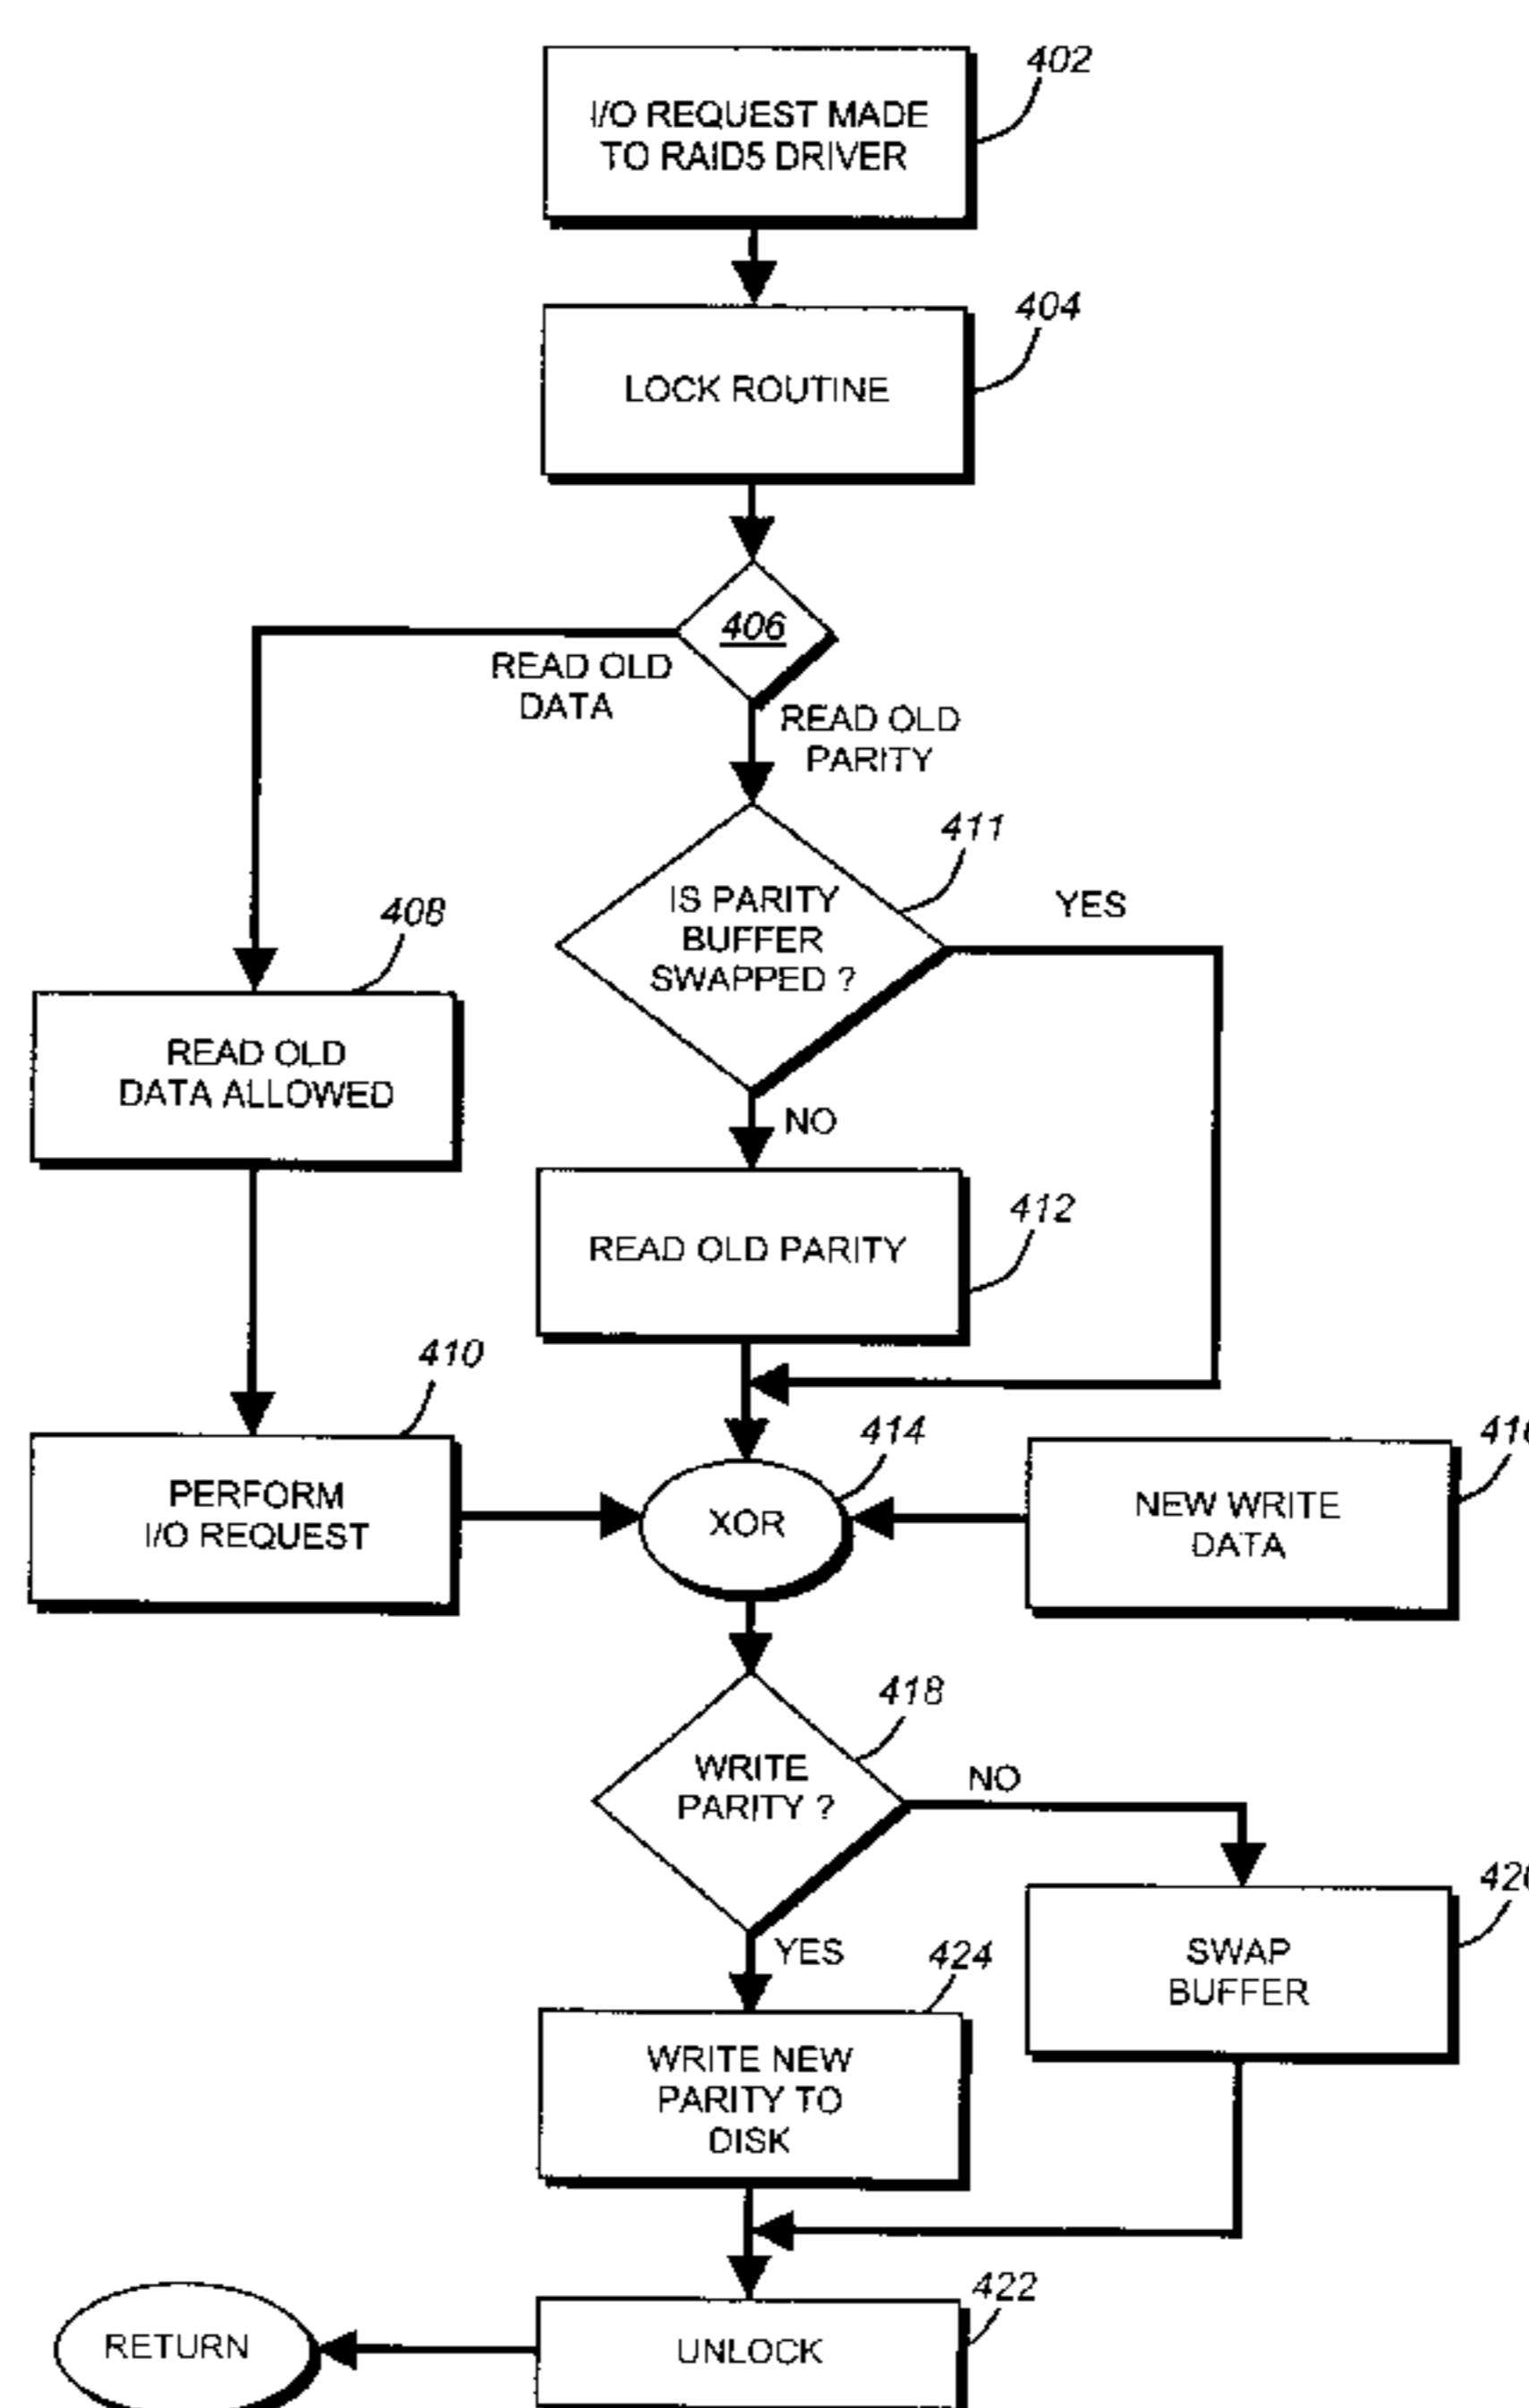 402
I/O REQUEST MADE
TO RAID5 DRIVER
404
LOCK ROUTINE
406
READ OLD
DATA
READ OLD
PARITY
411
IS PARITY
BUFFER
SWAPPED ?
YES
408
READ OLD
DATA ALLOWED
NO
412
READ OLD PARITY
410
PERFORM
I/O REQUEST
414
XOR
NEW WRITE
DATA
418
WRITE
PARITY ?
NO
YES
424
WRITE NEW
PARITY TO
DISK
SWAP
BUFFER
422
UNLOCK
RETURN